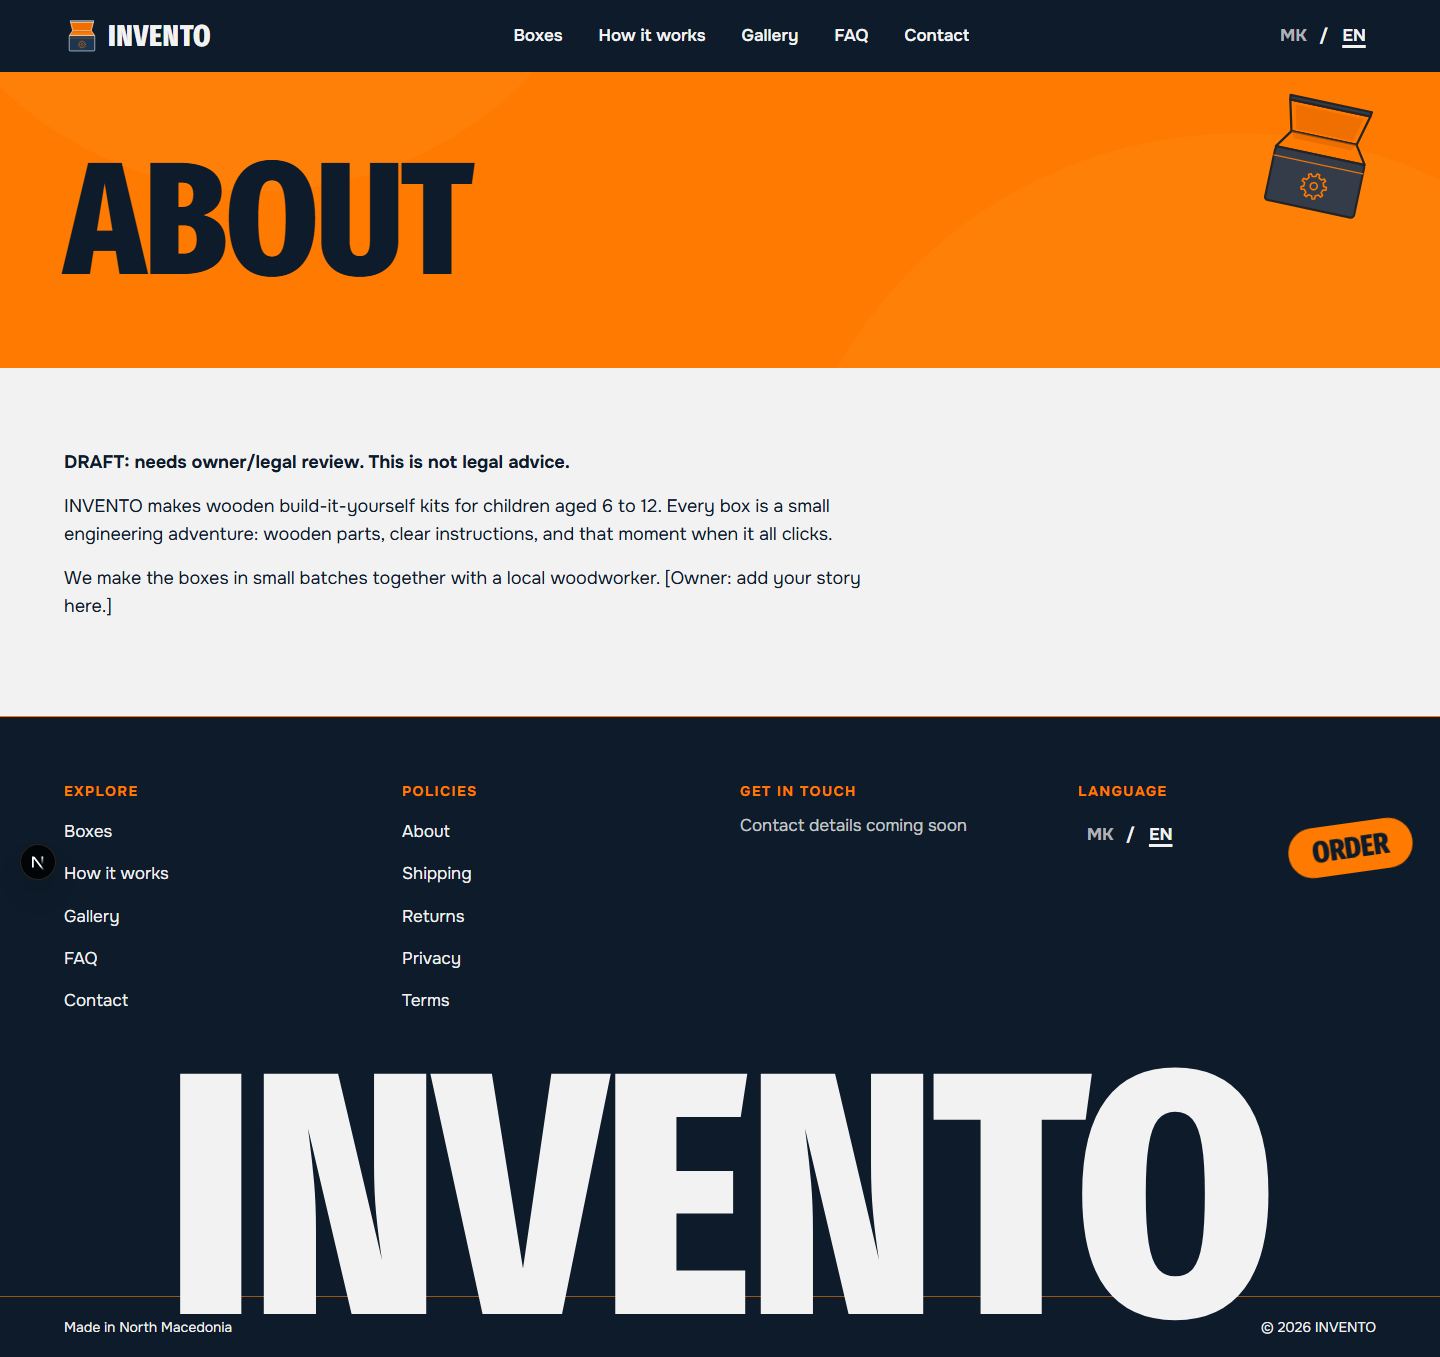 INVENTO
Boxes
How it works
Gallery
FAQ
Contact
MK / EN
ABOUT
DRAFT: needs owner/legal review. This is not legal advice.
INVENTO makes wooden build-it-yourself kits for children aged 6 to 12. Every box is a small
engineering adventure: wooden parts, clear instructions, and that moment when it all clicks.
We make the boxes in small batches together with a local woodworker. [Owner: add your story
here.]
EXPLORE
Boxes
How it works
Gallery
FAQ
Contact
POLICIES
About
Shipping
Returns
Privacy
Terms
GET IN TOUCH
Contact details coming soon
LANGUAGE
MK / EN
ORDER
N
INVENTO
Made in North Macedonia
© 2026 INVENTO